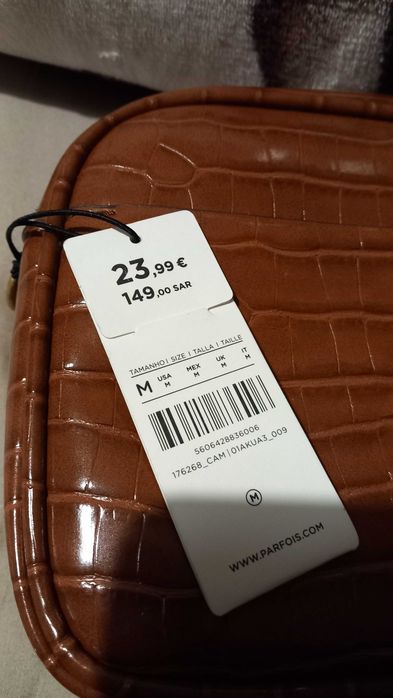 23,99 €
149,00 SAR
TAMANHO | SIZE | TALLA | TAILLE
M USA M MEX M UK M IT M
5606428836006
176268_CAM | 01AKUA3_009
M
WWW.PARFOIS.COM